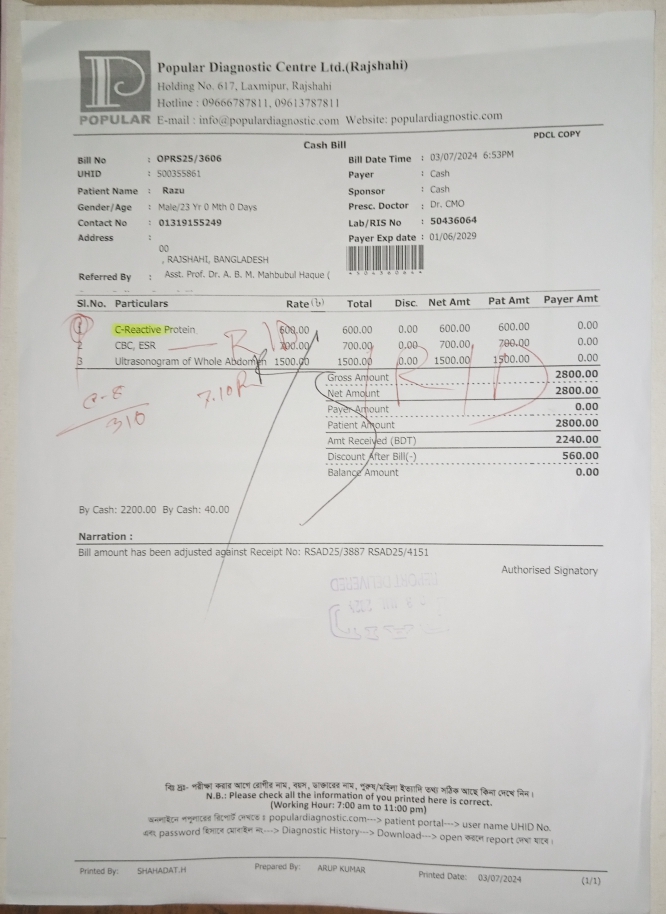 Popular Diagnostic Centre Ltd.(Rajshahi)
Holding No. 617, Laxmipur, Rajshahi
Hotline : 09666787811, 09613787811
POPULAR E-mail : info@populardiagnostic.com Website: populardiagnostic.com
PDCL COPY
Cash Bill
Bill No : OPRS25/3606 Bill Date Time : 03/07/2024 6:53PM
UHID : 500355861 Payer : Cash
Patient Name : Razu Sponsor : Cash
Gender/Age : Male/23 Yr 0 Mth 0 Days Presc. Doctor : Dr. CMO
Contact No : 01319155249 Lab/RIS No : 50436064
Address : Payer Exp date : 01/06/2029
00
, RAJSHAHI, BANGLADESH
Referred By : Asst. Prof. Dr. A. B. M. Mahbubul Haque (
Sl.No. Particulars Rate(৳) Total Disc. Net Amt Pat Amt Payer Amt
1 C-Reactive Protein 600.00 600.00 0.00 600.00 600.00 0.00
2 CBC, ESR 700.00 700.00 0.00 700.00 700.00 0.00
3 Ultrasonogram of Whole Abdomen 1500.00 1500.00 0.00 1500.00 1500.00 0.00
Gross Amount 2800.00
Net Amount 2800.00
Payer Amount 0.00
Patient Amount 2800.00
Amt Received (BDT) 2240.00
Discount After Bill(-) 560.00
Balance Amount 0.00
310
By Cash: 2200.00 By Cash: 40.00
Narration :
Bill amount has been adjusted against Receipt No: RSAD25/3887 RSAD25/4151
Authorised Signatory
REPORT DELIVERED
বিঃ দ্রঃ- পরীক্ষা করার আগে রোগীর নাম, বয়স, ডাক্তারের নাম, পুরুষ/মহিলা ইত্যাদি তথ্য সঠিক আছে কিনা দেখে নিন।
N.B.: Please check all the information of you printed here is correct.
(Working Hour: 7:00 am to 11:00 pm)
অনলাইনে পপুলারের রিপোর্ট দেখতে ঃ populardiagnostic.com---> patient portal---> user name UHID No.
এবং password হিসাবে মোবাইল নং---> Diagnostic History---> Download---> open করলে report দেখা যাবে।
Printed By: SHAHADAT.H Prepared By: ARUP KUMAR Printed Date: 03/07/2024 (1/1)